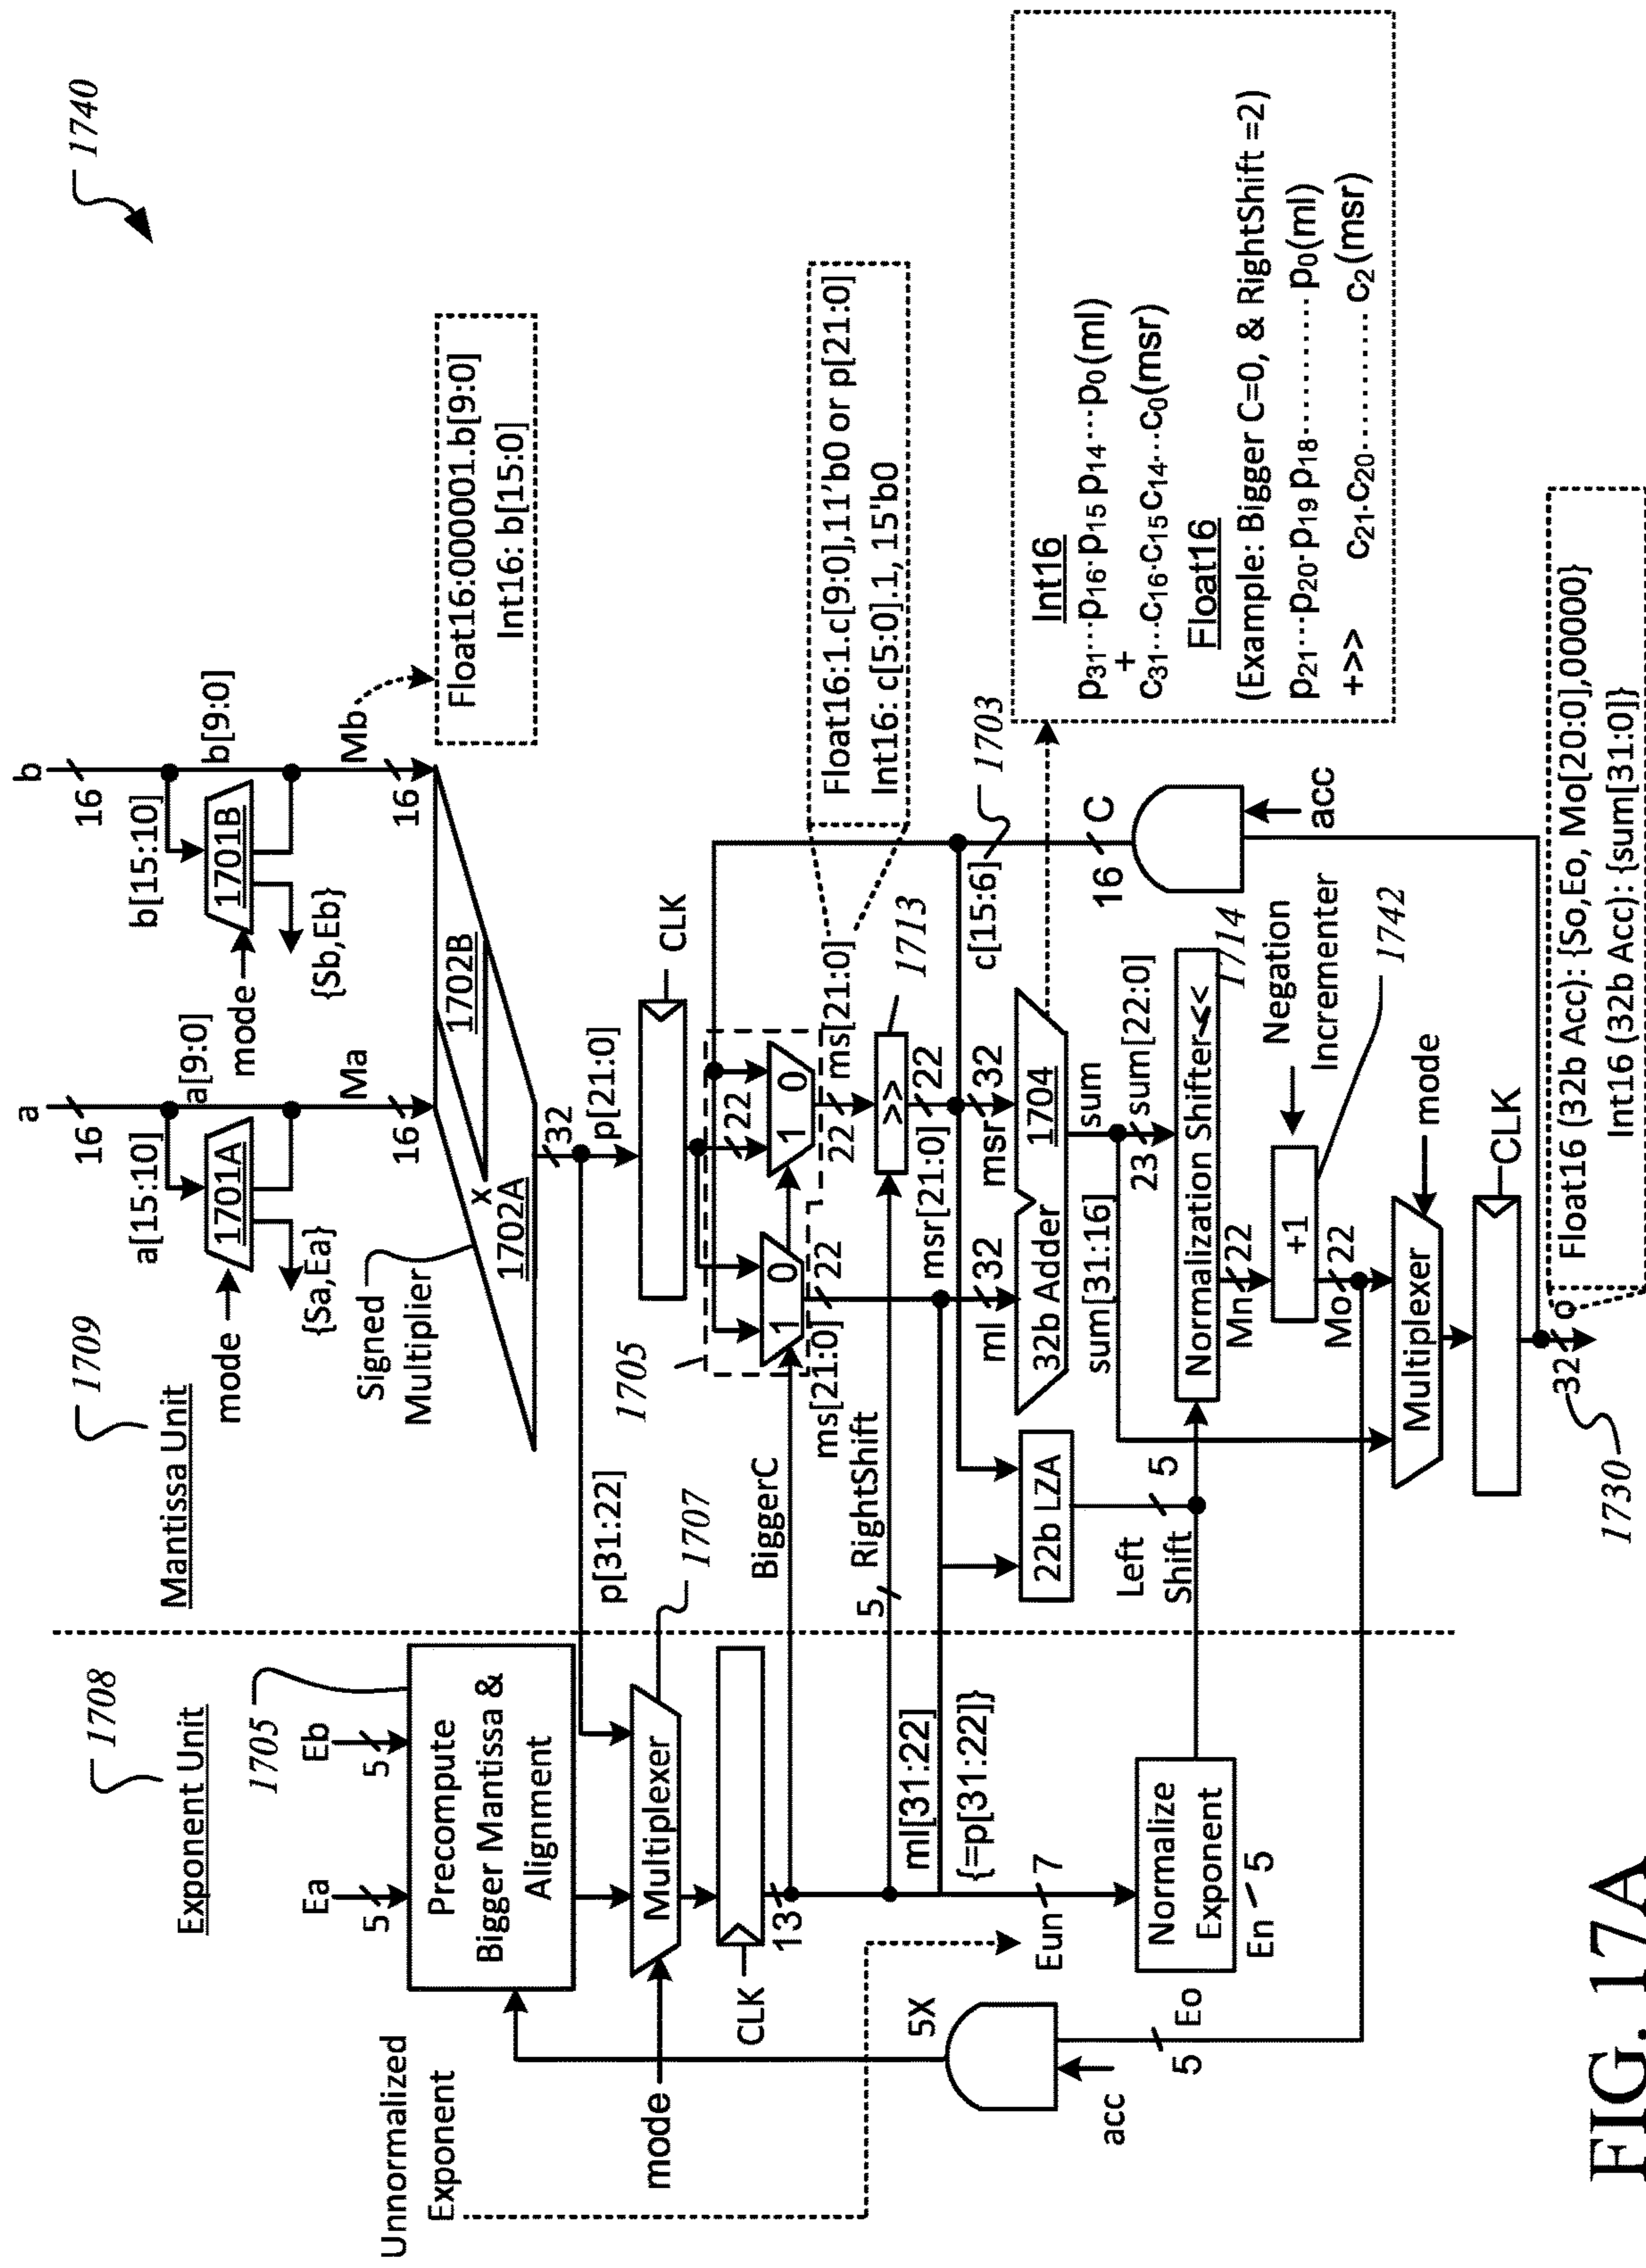 1740
a
b
16
16
a[15:10]
a[9:0]
b[15:10]
b[9:0]
1701A
1701B
mode
mode
{Sa,Ea}
{Sb,Eb}
Ma
Mb
16
16
1709
Mantissa Unit
Signed
Multiplier
1702A
x
1702B
Float16:000001.b[9:0]
Int16: b[15:0]
1708
Exponent Unit
Ea
Eb
5
5
1705
Precompute
Bigger Mantissa &
Alignment
p[31:22]
32
p[21:0]
CLK
1705
Multiplexer
1707
mode
CLK
13
BiggerC
1
0
22
1
0
22
ms[21:0]
22
ms[21:0]
Float16:1.c[9:0],11'b0 or p[21:0]
Int16: c[5:0].1, 15'b0
5
RightShift
>>
1713
22
msr[21:0]
c[15:6]
1703
16
C
acc
ml[31:22]
{=p[31:22]}
ml
32
msr
32
32b Adder
1704
sum
Int16
p31···p16·p15 p14···p0(ml)
+
c31···c16·c15c14···c0(msr)
Float16
(Example: Bigger C=0, & RightShift =2)
p21···p20·p19 p18··········p0(ml)
+>>
c21·c20·········c2(msr)
Unnormalized
Exponent
Eun
7
22b LZA
sum[31:16]
23
sum[22:0]
Left
Shift
5
Normalization Shifter<<
1714
Normalize
Exponent
En
5
Mn
22
+1
Negation
Incrementer
1742
Mo
22
5X
acc
5
Eo
Multiplexer
mode
CLK
32
o
1730
Float16 (32b Acc): {So,Eo, Mo[20:0],00000}
Int16 (32b Acc): {sum[31:0]}
FIG. 17A